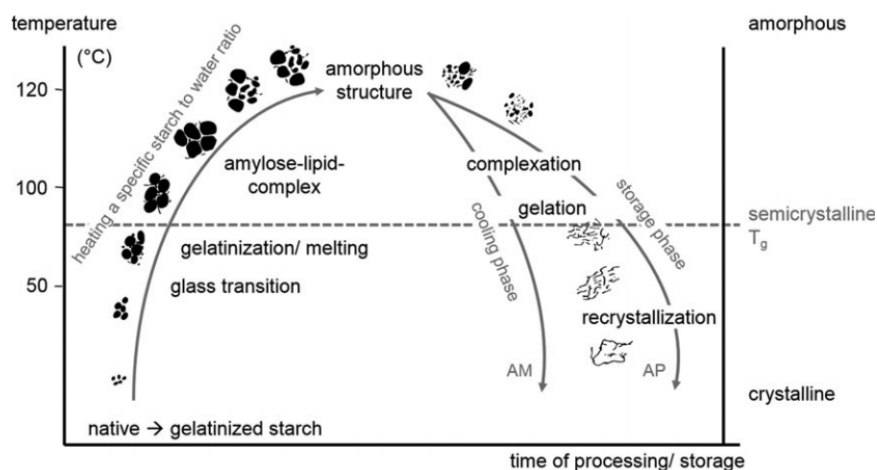 temperature
amorphous
(°C)
120
100
50
heating a specific starch to water ratio
amorphous
structure
amylose-lipid-
complex
complexation
gelation
cooling phase
storage phase
semicrystalline
Tg
gelatinization/ melting
glass transition
recrystallization
AM
AP
crystalline
native → gelatinized starch
time of processing/ storage